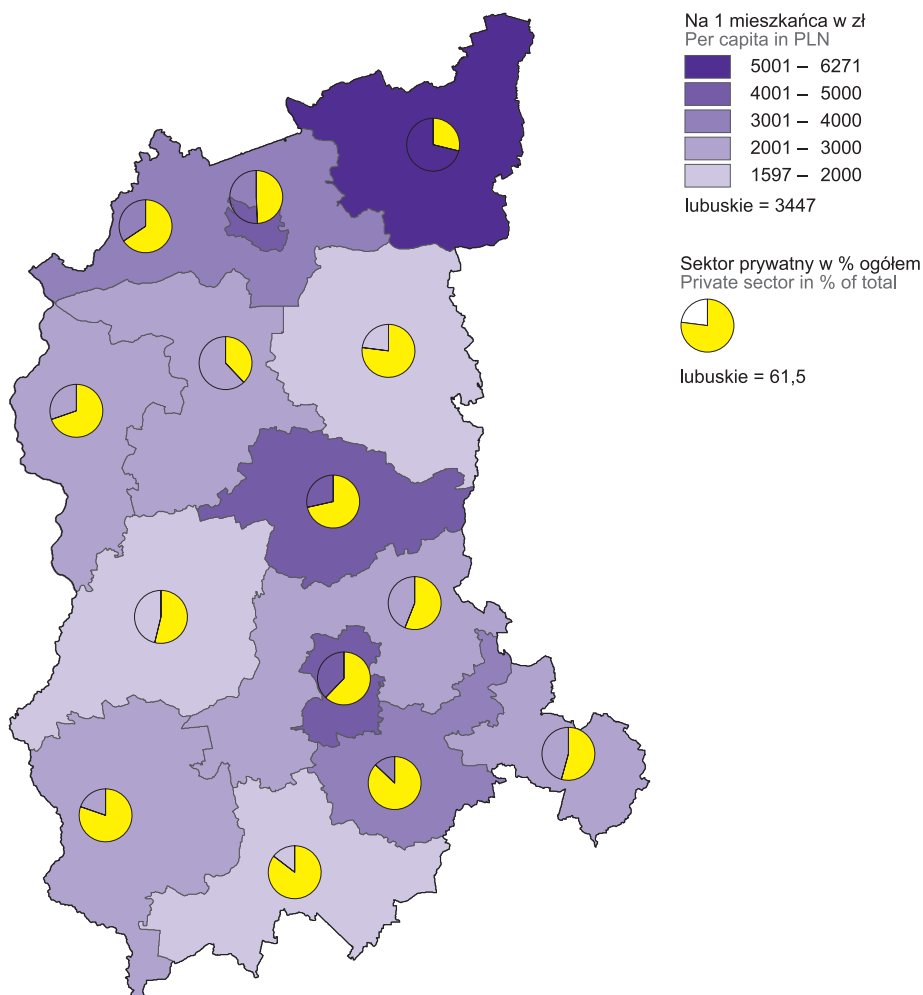 Na 1 mieszkańca w zł
Per capita in PLN
5001 – 6271
4001 – 5000
3001 – 4000
2001 – 3000
1597 – 2000
lubuskie = 3447
Sektor prywatny w % ogółem
Private sector in % of total
lubuskie = 61,5